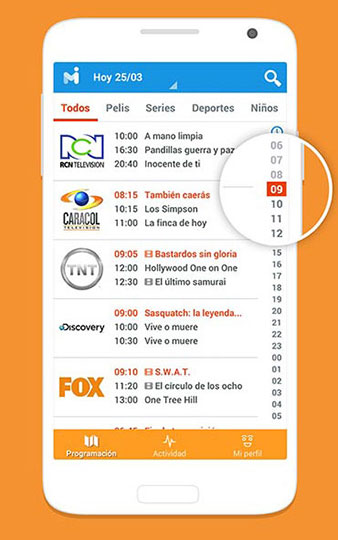 Hoy 25/03
Todos Pelis Series Deportes Niños
RCN TELEVISION
10:00 A mano limpia
16:30 Pandillas guerra y paz
20:40 Inocente de ti
CARACOL
TELEVISIÓN
08:15 También caerás
10:15 Los Simpson
11:00 La finca de hoy
TNT
09:05 Bastardos sin gloria
12:00 Hollywood One on One
12:30 El último samurai
Discovery
09:00 Sasquatch: la leyenda...
10:00 Vive o muere
10:30 Vive o muere
FOX
09:10 S.W.A.T.
11:20 El círculo de los ocho
13:00 One Tree Hill
06
07
08
09
10
11
12
15
16
17
18
19
20
21
22
23
00
01
02
03
04
05
Programación Actividad Mi perfil